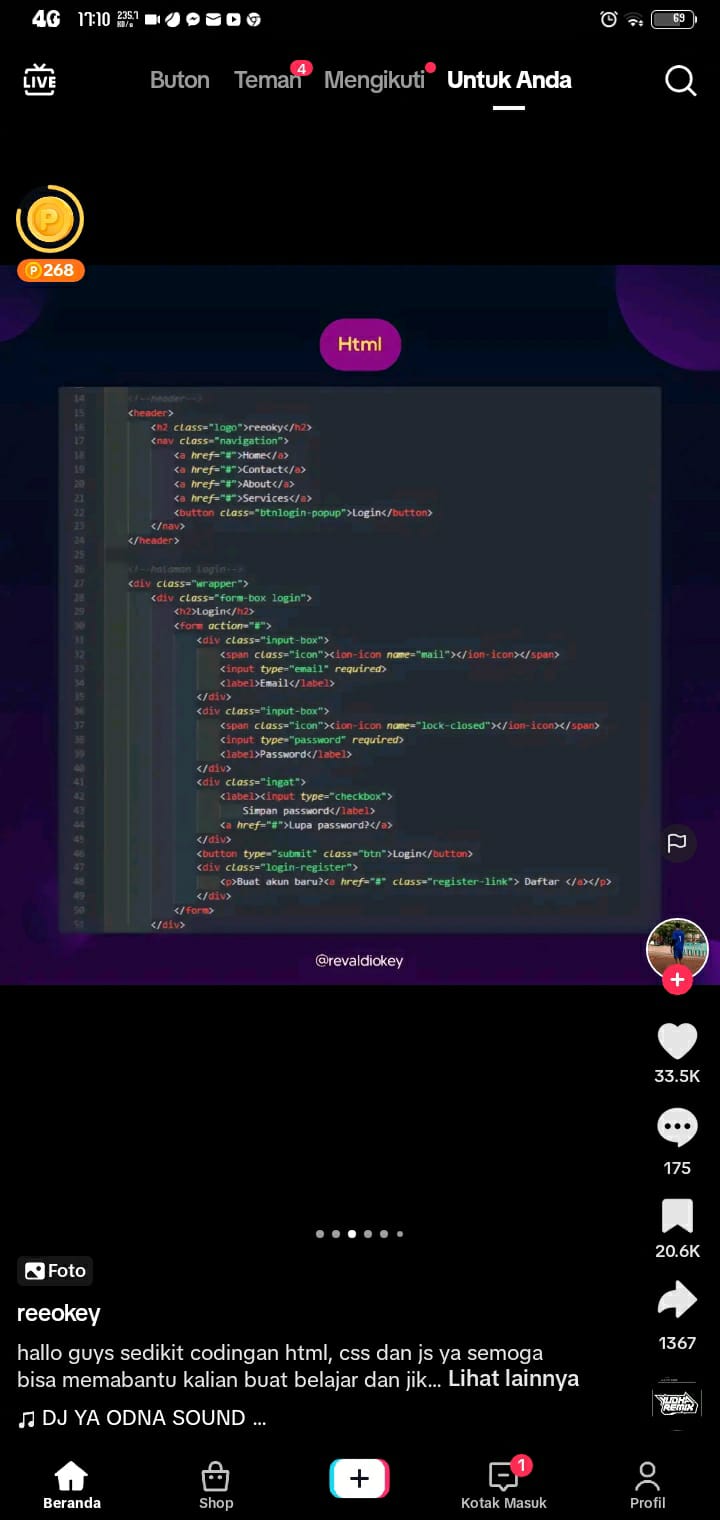 4G 17:10 235.7 KB/s 69
LIVE Buton Teman 4 Mengikuti Untuk Anda
P
P 268
Html
14 <!--header-->
15 <header>
16 <h2 class="logo">reeoky</h2>
17 <nav class="navigation">
18 <a href="#">Home</a>
19 <a href="#">Contact</a>
20 <a href="#">About</a>
21 <a href="#">Services</a>
22 <button class="btnlogin-popup">Login</button>
23 </nav>
24 </header>
25
26 <!--halaman login-->
27 <div class="wrapper">
28 <div class="form-box login">
29 <h2>Login</h2>
30 <form action="#">
31 <div class="input-box">
32 <span class="icon"><ion-icon name="mail"></ion-icon></span>
33 <input type="email" required>
34 <label>Email</label>
35 </div>
36 <div class="input-box">
37 <span class="icon"><ion-icon name="lock-closed"></ion-icon></span>
38 <input type="password" required>
39 <label>Password</label>
40 </div>
41 <div class="ingat">
42 <label><input type="checkbox">
43 Simpan password</label>
44 <a href="#">Lupa password?</a>
45 </div>
46 <button type="submit" class="btn">Login</button>
47 <div class="login-register">
48 <p>Buat akun baru?<a href="#" class="register-link"> Daftar </a></p>
49 </div>
50 </form>
51 </div>
@revaldiokey
33.5K
175
20.6K
1367
Foto
reeokey
hallo guys sedikit codingan html, css dan js ya semoga
bisa memabantu kalian buat belajar dan jik... Lihat lainnya
DJ YA ODNA SOUND ...
YUDHA
REMIX
1
Beranda Shop Kotak Masuk Profil